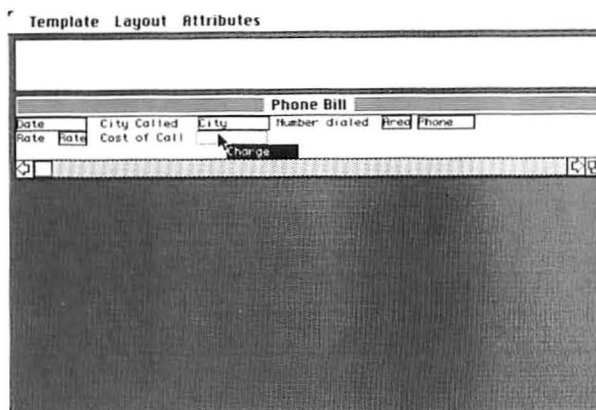 Template Layout Attributes
Phone Bill
Date City Called City Number dialed Area Phone
Rate Rate Cost of Call
Charge